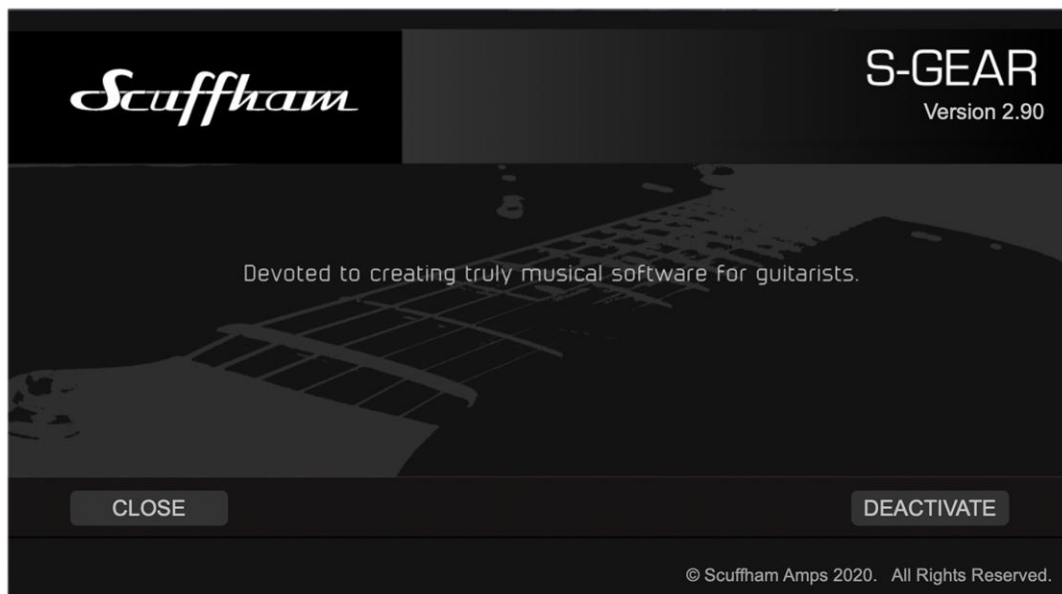 Scuffham
S-GEAR
Version 2.90
Devoted to creating truly musical software for guitarists.
CLOSE
DEACTIVATE
© Scuffham Amps 2020. All Rights Reserved.